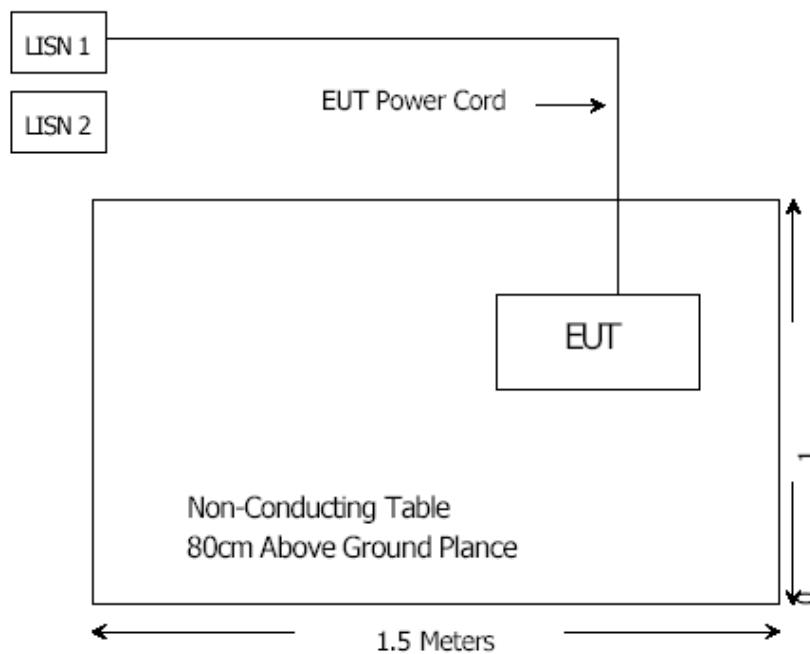 LISN 1
EUT Power Cord
LISN 2
EUT
Non-Conducting Table
80cm Above Ground Plance
1.5 Meters